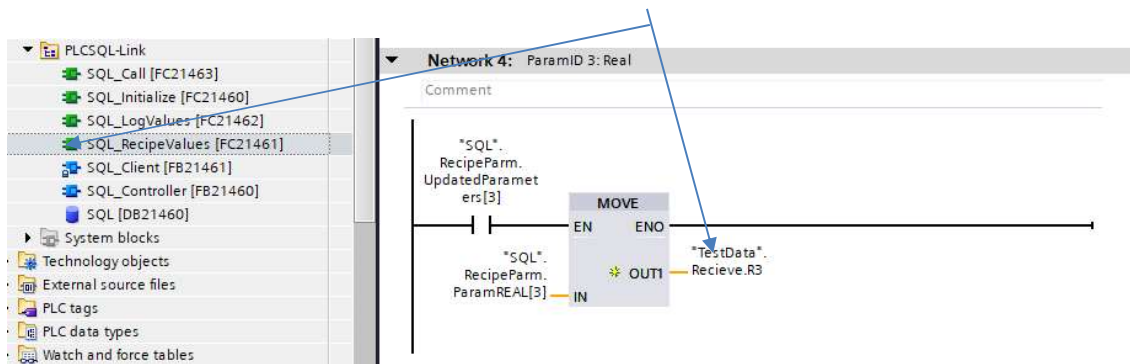 PLCSQL-Link
SQL_Call [FC21463]
SQL_Initialize [FC21460]
SQL_LogValues [FC21462]
SQL_RecipeValues [FC21461]
SQL_Client [FB21461]
SQL_Controller [FB21460]
SQL [DB21460]
System blocks
Technology objects
External source files
PLC tags
PLC data types
Watch and force tables
Network 4: ParamID 3: Real
Comment
"SQL".
RecipeParm.
UpdatedParamet
ers[3]
MOVE
EN ENO
"SQL".
RecipeParm.
ParamREAL[3]
IN
OUT1
"TestData".
Recieve.R3